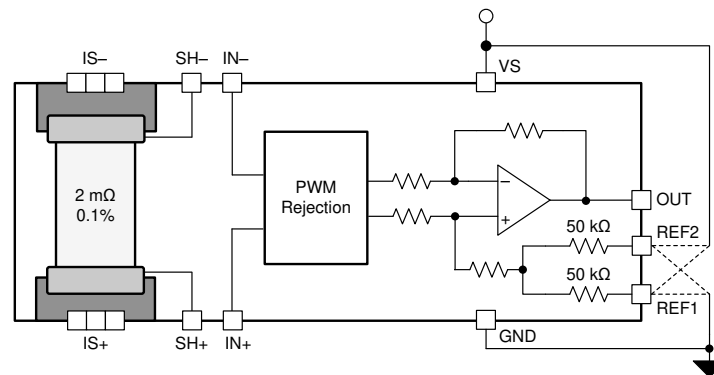 IS–
SH–
IN–
VS
2 mΩ
0.1%
PWM
Rejection
–
+
OUT
50 kΩ
REF2
50 kΩ
REF1
GND
IS+
SH+
IN+